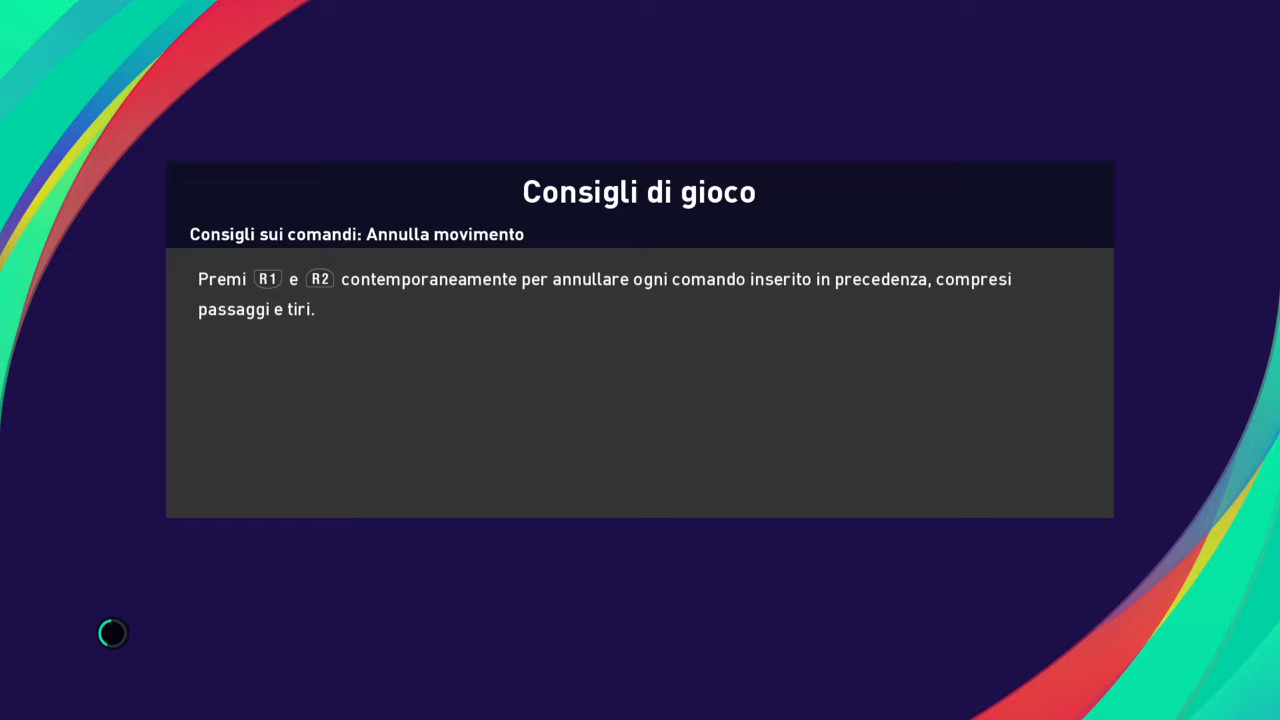 Consigli di gioco
Consigli sui comandi: Annulla movimento
Premi R1 e R2 contemporaneamente per annullare ogni comando inserito in precedenza, compresi
passaggi e tiri.